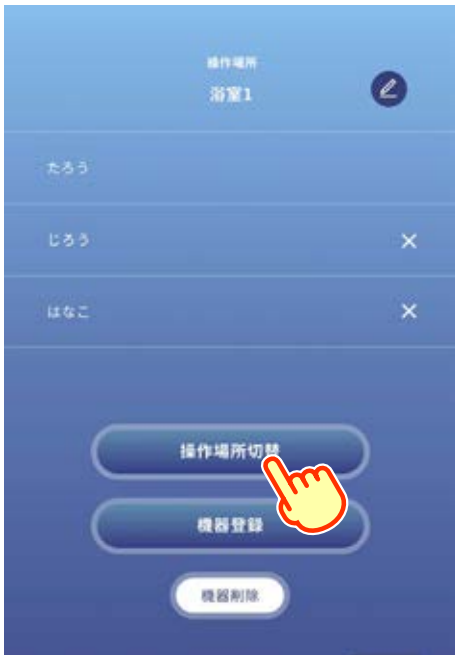 操作場所
浴室1
たろう
じろう
はなこ
操作場所切替
機器登録
機器削除